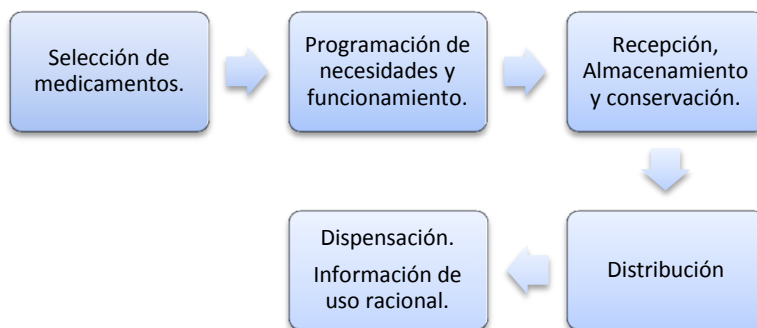 Selección de
medicamentos.
Programación de
necesidades y
funcionamiento.
Recepción,
Almacenamiento
y conservación.
Distribución
Dispensación.
Información de
uso racional.